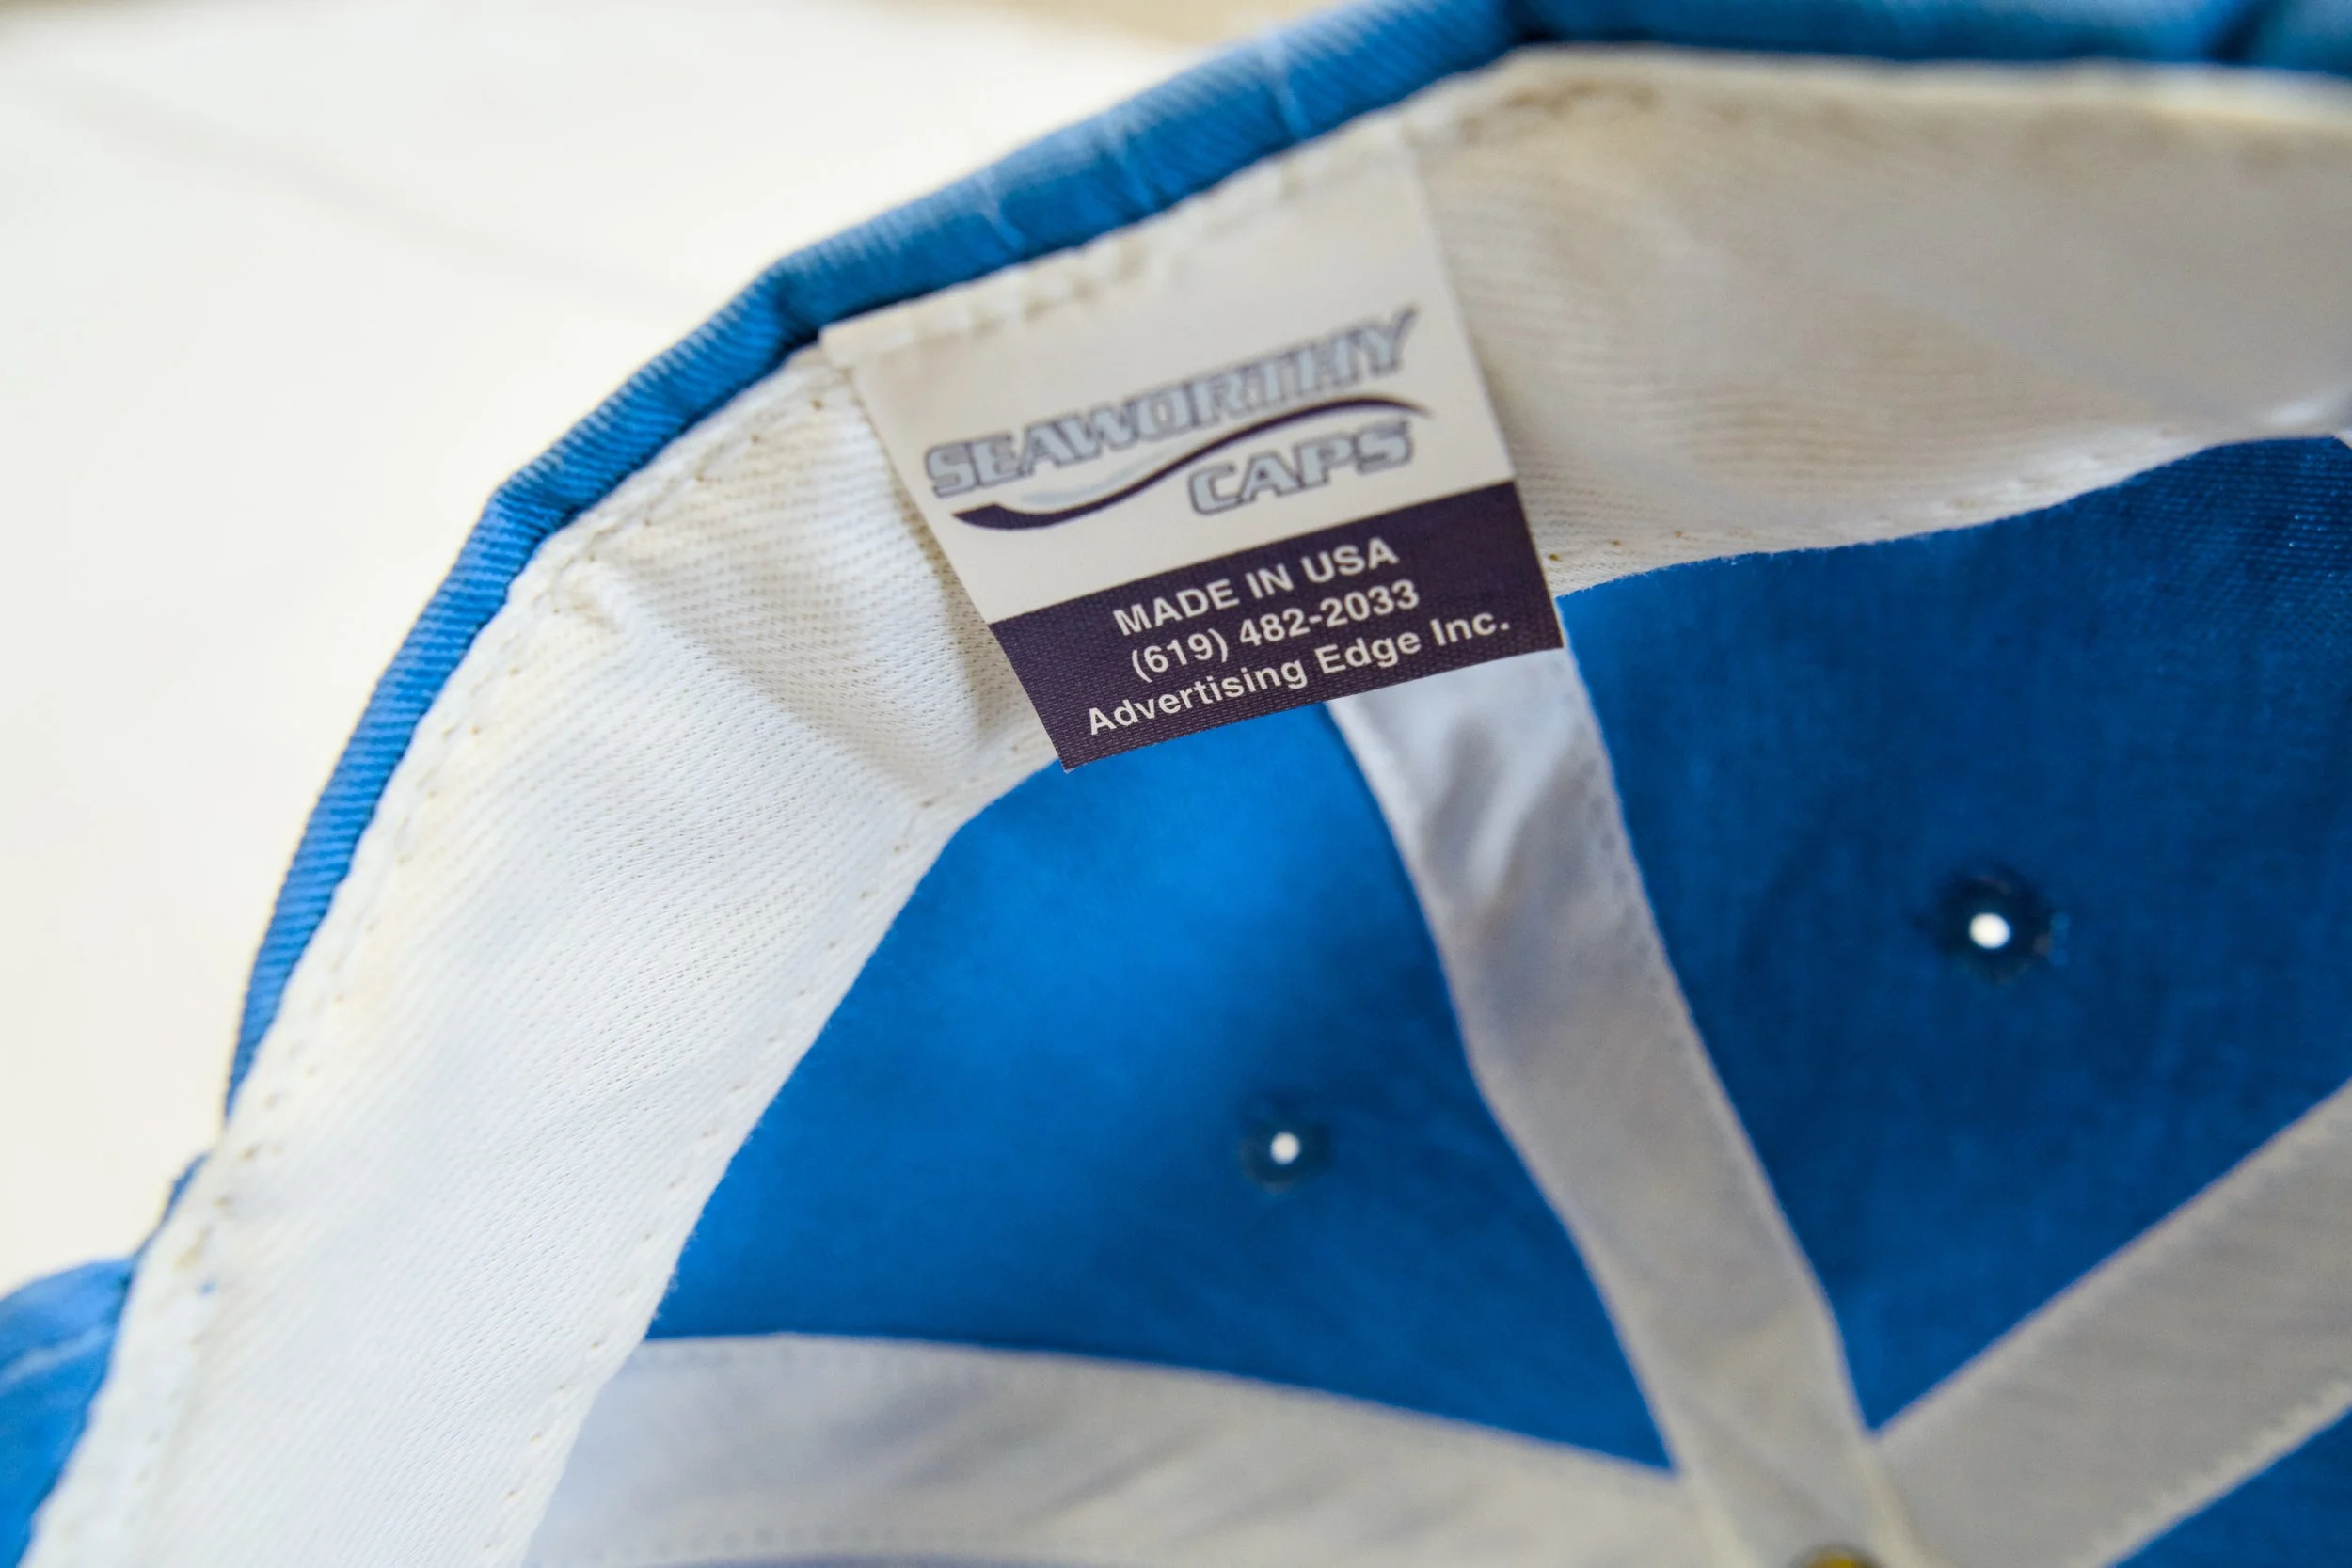 SEAWORTHY
CAPS
MADE IN USA
(619) 482-2033
Advertising Edge Inc.